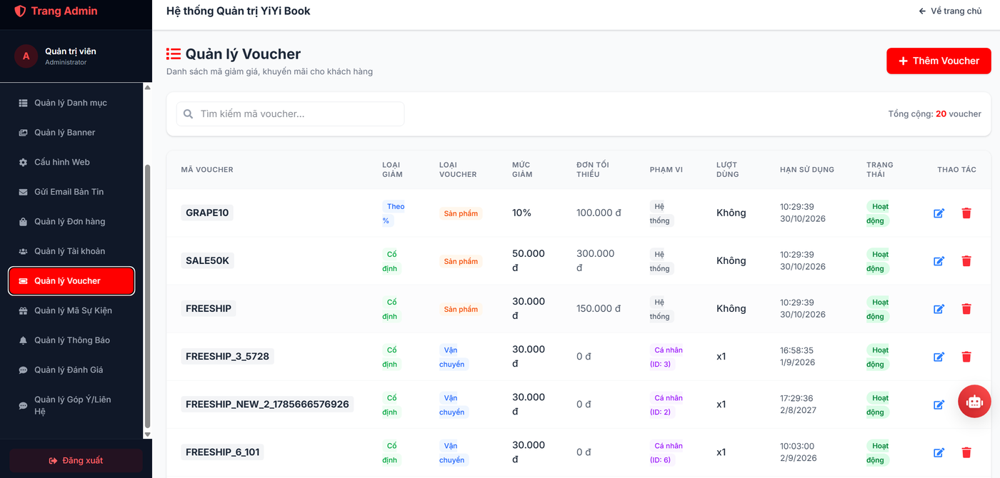 Trang Admin
Hệ thống Quản trị YiYi Book
Về trang chủ
A
Quản trị viên
Administrator
Quản lý Danh mục
Quản lý Banner
Cấu hình Web
Gửi Email Bản Tin
Quản lý Đơn hàng
Quản lý Tài khoản
Quản lý Voucher
Quản lý Mã Sự Kiện
Quản lý Thông Báo
Quản lý Đánh Giá
Quản lý Góp Ý/Liên
Hệ
Đăng xuất
Quản lý Voucher
Danh sách mã giảm giá, khuyến mãi cho khách hàng
Thêm Voucher
Tìm kiếm mã voucher...
Tổng cộng: 20 voucher
MÃ VOUCHER
LOẠI
GIẢM
LOẠI
VOUCHER
MỨC
GIẢM
ĐƠN TỐI
THIỂU
PHẠM VI
LƯỢT
DÙNG
HẠN SỬ DỤNG
TRẠNG
THÁI
THAO TÁC
GRAPE10
Theo
%
Sản phẩm
10%
100.000 đ
Hệ
thống
Không
10:29:39
30/10/2026
Hoạt
động
SALE50K
Cố
định
Sản phẩm
50.000
đ
300.000
đ
Hệ
thống
Không
10:29:39
30/10/2026
Hoạt
động
FREESHIP
Cố
định
Sản phẩm
30.000
đ
150.000 đ
Hệ
thống
Không
10:29:39
30/10/2026
Hoạt
động
FREESHIP_3_5728
Cố
định
Vận
chuyển
30.000
đ
0 đ
Cá nhân
(ID: 3)
x1
16:58:35
1/9/2026
Hoạt
động
FREESHIP_NEW_2_1785666576926
Cố
định
Vận
chuyển
30.000
đ
0 đ
Cá nhân
(ID: 2)
x1
17:29:36
2/8/2027
Hoạt
động
FREESHIP_6_101
Cố
định
Vận
chuyển
30.000
đ
0 đ
Cá nhân
(ID: 6)
x1
10:03:00
2/9/2026
Hoạt
động